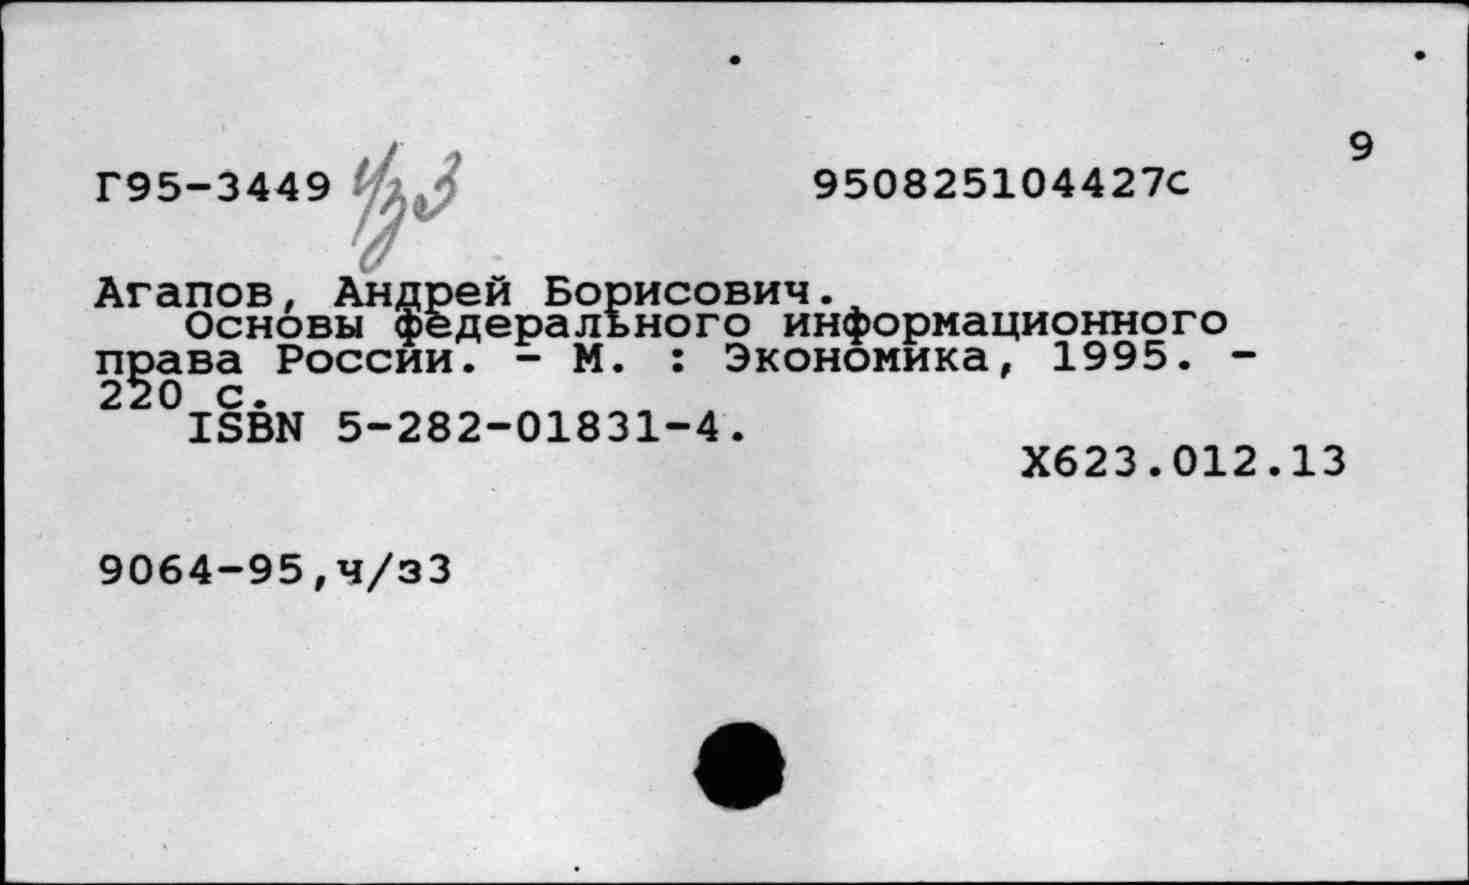 9
Г95-3449 ч/з3 950825104427с
Агапов, Андрей Борисович.
Основы федерального информационного
права России. - М. : Экономика, 1995. -
220 с.
ISBN 5-282-01831-4.
Х623.012.13
9064-95,ч/з3